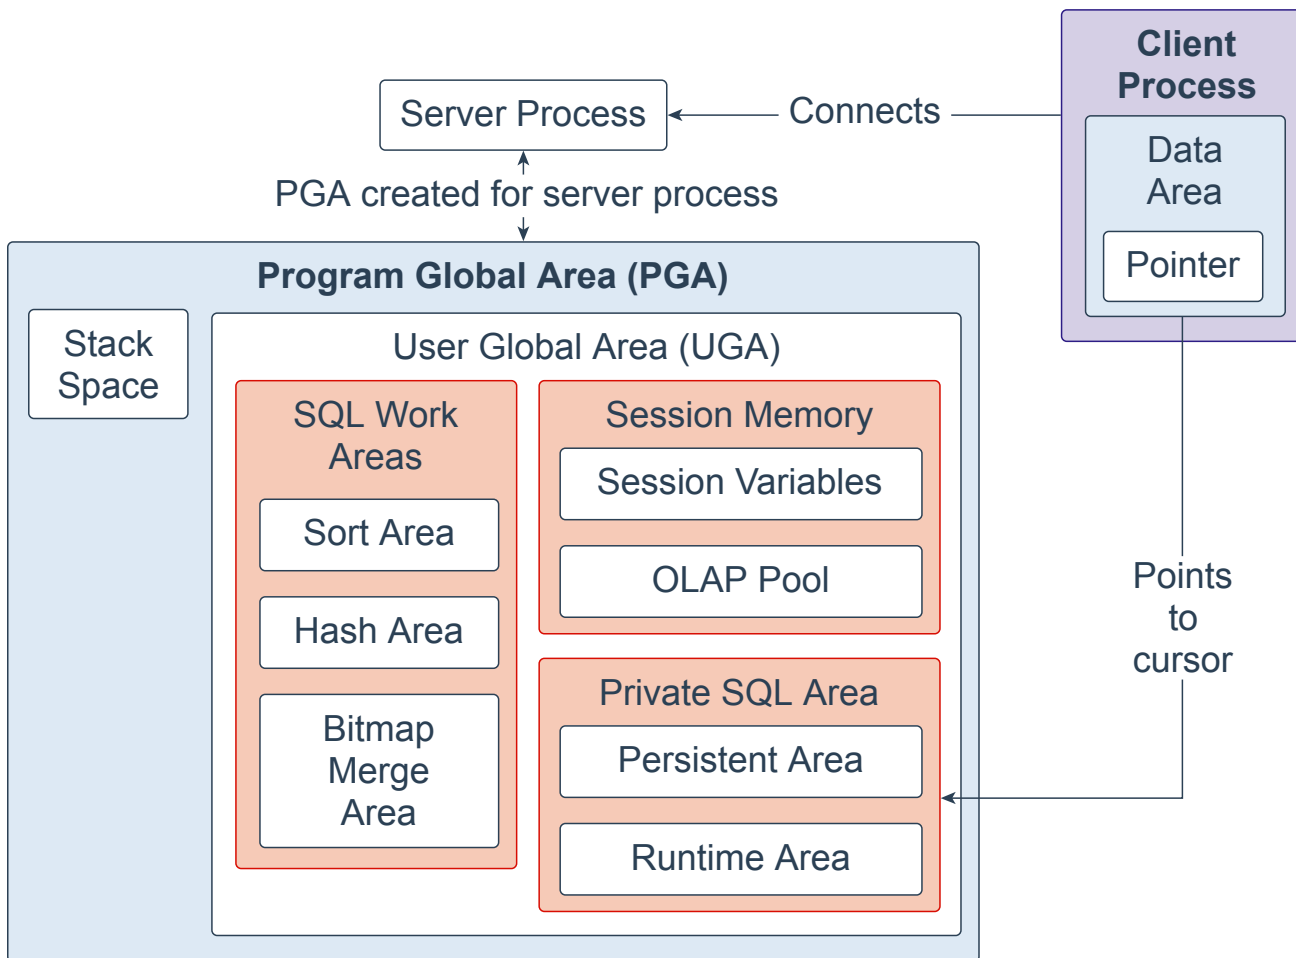 Client
Process
Data
Area
Pointer
Server Process
Connects
PGA created for server process
Program Global Area (PGA)
Stack
Space
User Global Area (UGA)
SQL Work
Areas
Sort Area
Hash Area
Bitmap
Merge
Area
Session Memory
Session Variables
OLAP Pool
Private SQL Area
Persistent Area
Runtime Area
Points
to
cursor